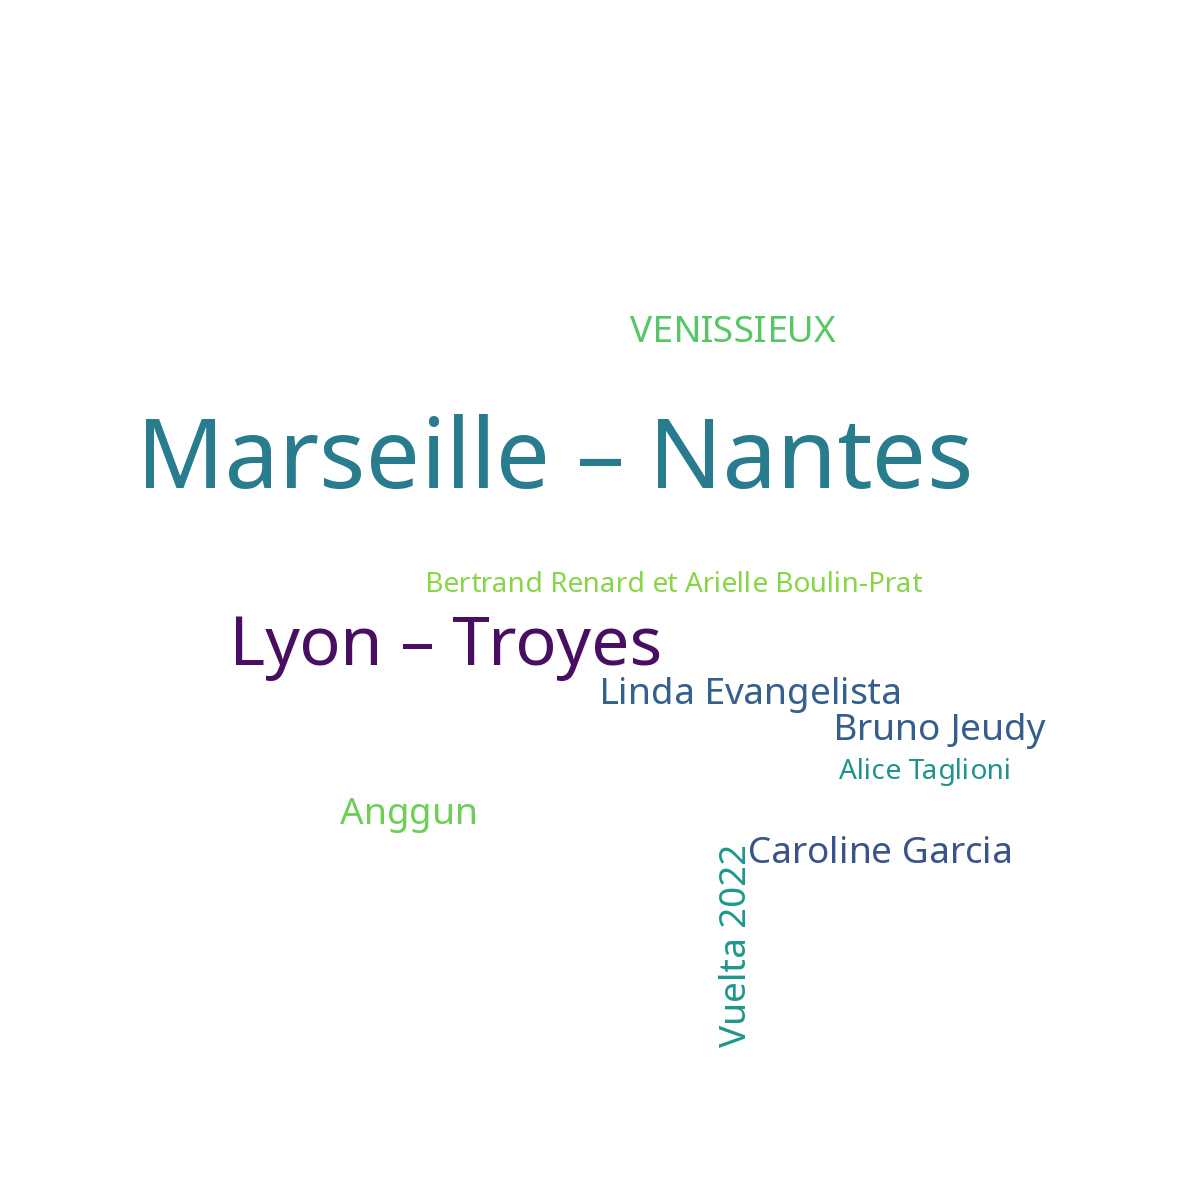 VENISSIEUX
Marseille – Nantes
Bertrand Renard et Arielle Boulin-Prat
Lyon – Troyes
Linda Evangelista
Bruno Jeudy
Alice Taglioni
Anggun
Caroline Garcia
Vuelta 2022